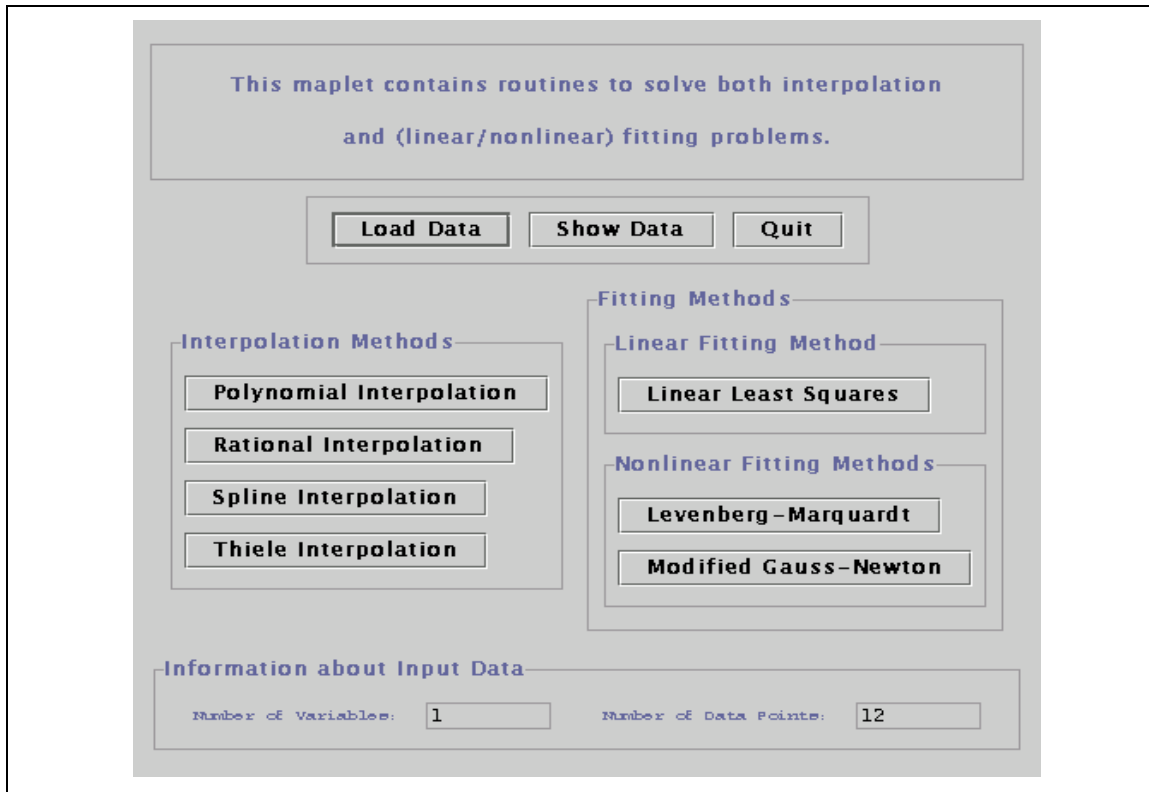 This maplet contains routines to solve both interpolation
and (linear/nonlinear) fitting problems.
Load Data
Show Data
Quit
Interpolation Methods
Polynomial Interpolation
Rational Interpolation
Spline Interpolation
Thiele Interpolation
Fitting Methods
Linear Fitting Method
Linear Least Squares
Nonlinear Fitting Methods
Levenberg-Marquardt
Modified Gauss-Newton
Information about Input Data
Number of Variables: 1
Number of Data Points: 12